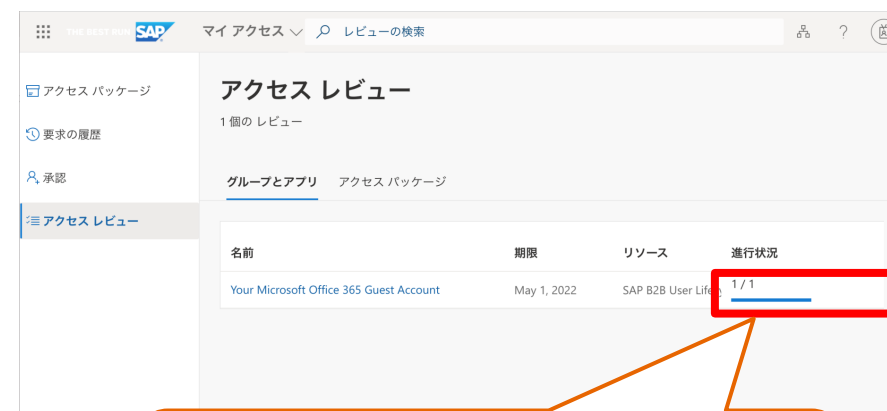 THE BEST RUN SAP
マイ アクセス
レビューの検索
?
アクセス パッケージ
要求の履歴
承認
アクセス レビュー
アクセス レビュー
1 個の レビュー
グループとアプリ アクセス パッケージ
名前 期限 リソース 進行状況
Your Microsoft Office 365 Guest Account May 1, 2022 SAP B2B User Life 1 / 1